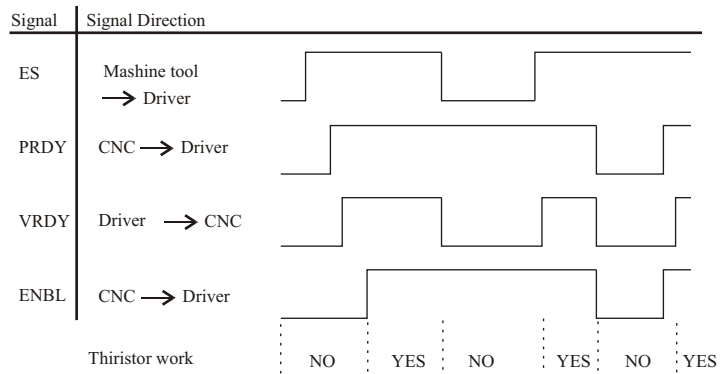 Signal Signal Direction
ES Mashine tool
Driver
PRDY CNC Driver
VRDY Driver CNC
ENBL CNC Driver
Thiristor work NO YES NO YES NO YES